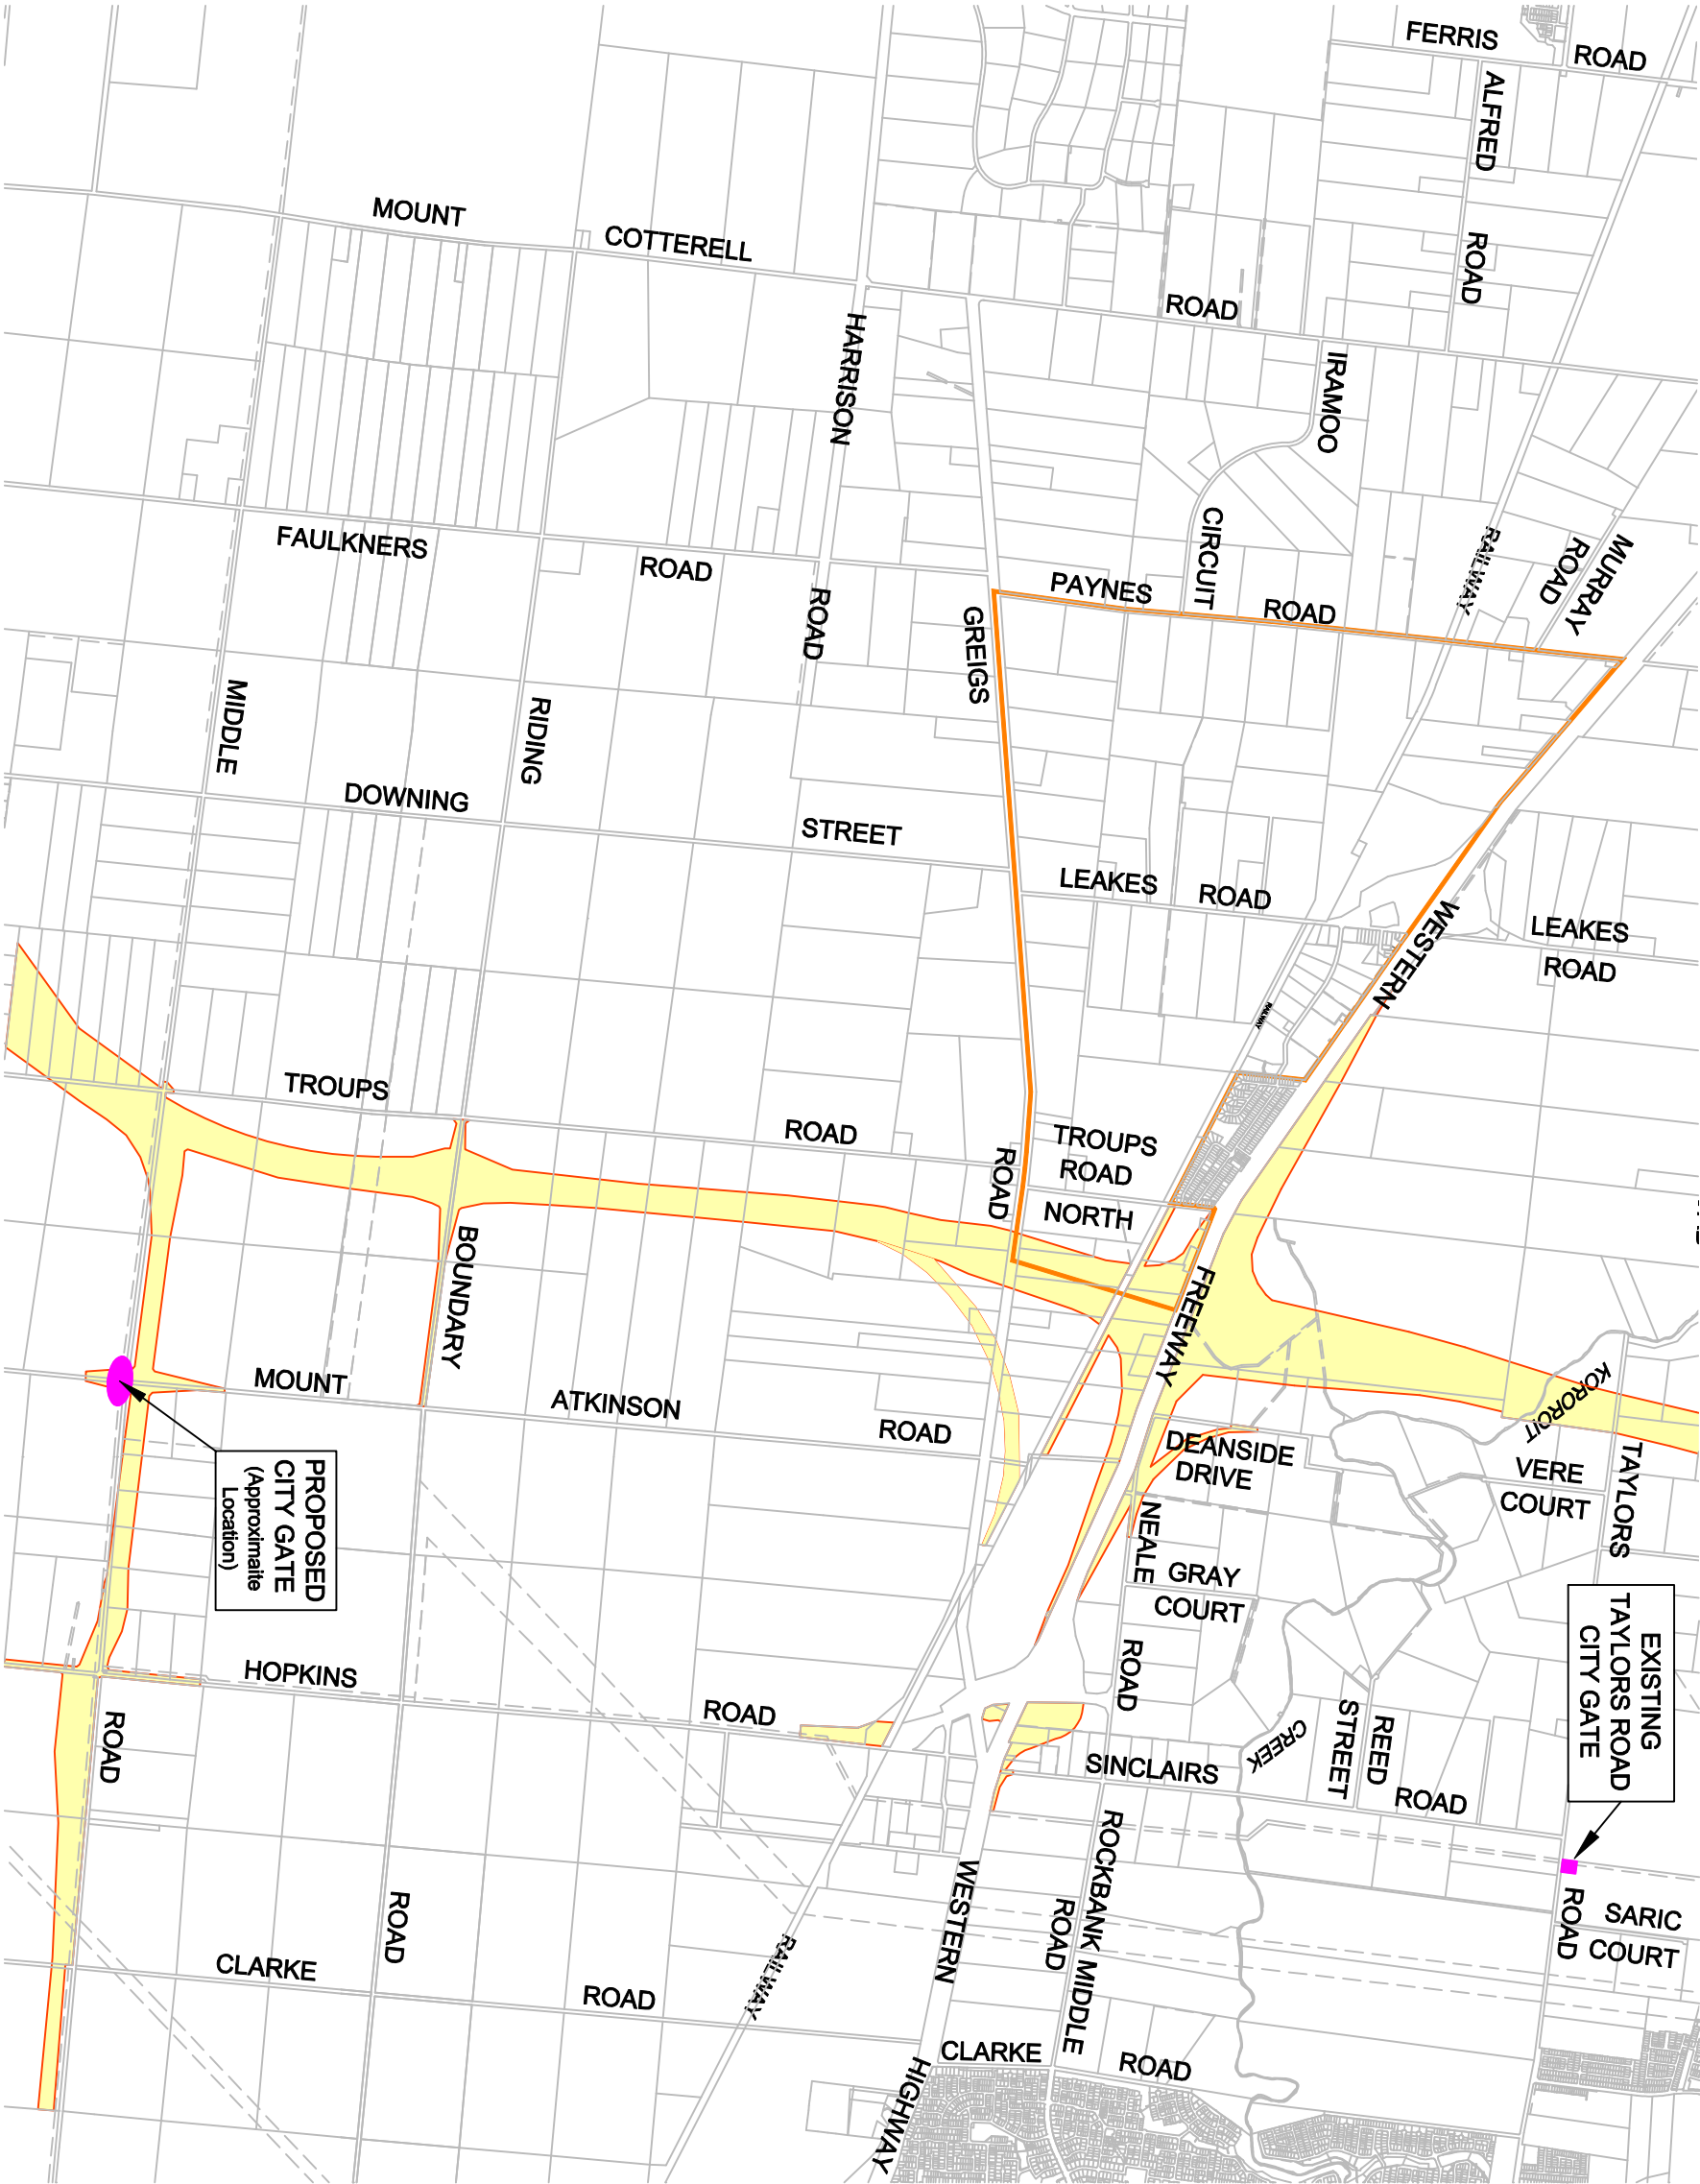 FERRIS
ROAD
ALFRED
ROAD
MOUNT
COTTERELL
ROAD
HARRISON
ROAD
IRAMOO
CIRCUIT
RAILWAY
MURRAY
ROAD
FAULKNERS
ROAD
PAYNES
ROAD
GREIGS
ROAD
MIDDLE
ROAD
RIDING
BOUNDARY
ROAD
DOWNING
STREET
LEAKES
ROAD
LEAKES
ROAD
WESTERN
FREEWAY
RAILWAY
TROUPS
ROAD
TROUPS
ROAD
NORTH
MOUNT
ATKINSON
ROAD
PROPOSED
CITY GATE
(Approximaite
Location)
DEANSIDE
DRIVE
KOROROIT
CREEK
VERE
COURT
TAYLORS
ROAD
NEALE
ROAD
GRAY
COURT
EXISTING
TAYLORS ROAD
CITY GATE
HOPKINS
ROAD
REED
STREET
SINCLAIRS
ROAD
ROCKBANK MIDDLE
ROAD
SARIC
COURT
WESTERN
HIGHWAY
RAILWAY
CLARKE
ROAD
CLARKE
ROAD